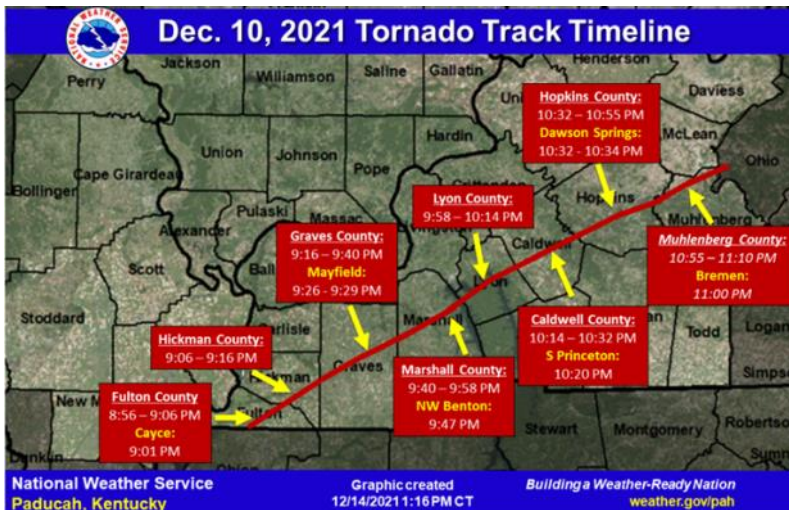 Dec. 10, 2021 Tornado Track Timeline
Perry
Jackson
Williamson
Saline
Gallatin
Henderson
Daviess
McLean
Ohio
Hopkins County:
10:32 – 10:55 PM
Dawson Springs:
10:32 - 10:34 PM
Hardin
Union
Johnson
Pope
Cape Girardeau
Bollinger
Pulaski
Massac
Alexander
Scott
Stoddard
Lyon County:
9:58 – 10:14 PM
Hopkins
Muhlenberg
Caldwell
Lyon
Graves County:
9:16 – 9:40 PM
Mayfield:
9:26 - 9:29 PM
Muhlenberg County:
10:55 – 11:10 PM
Bremen:
11:00 PM
Carlisle
Marshall
Hickman County:
9:06 – 9:16 PM
Graves
Hickman
Caldwell County:
10:14 – 10:32 PM
S Princeton:
10:20 PM
Todd
Logan
Marshall County:
9:40 – 9:58 PM
NW Benton:
9:47 PM
Fulton County
8:56 – 9:06 PM
Cayce:
9:01 PM
Fulton
Stewart
Montgomery
National Weather Service
Paducah, Kentucky
Graphic created
12/14/2021 1:16 PM CT
Building a Weather-Ready Nation
weather.gov/pah